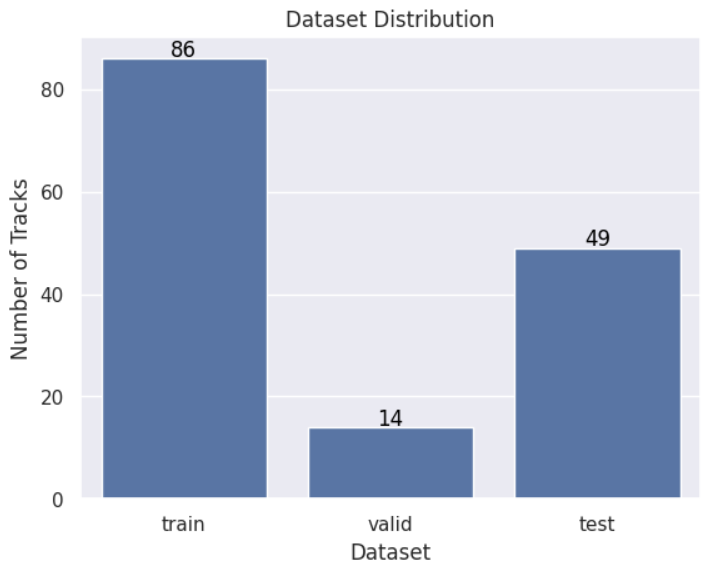 Dataset Distribution
86
49
14
80
60
40
20
0
Number of Tracks
train valid test
Dataset